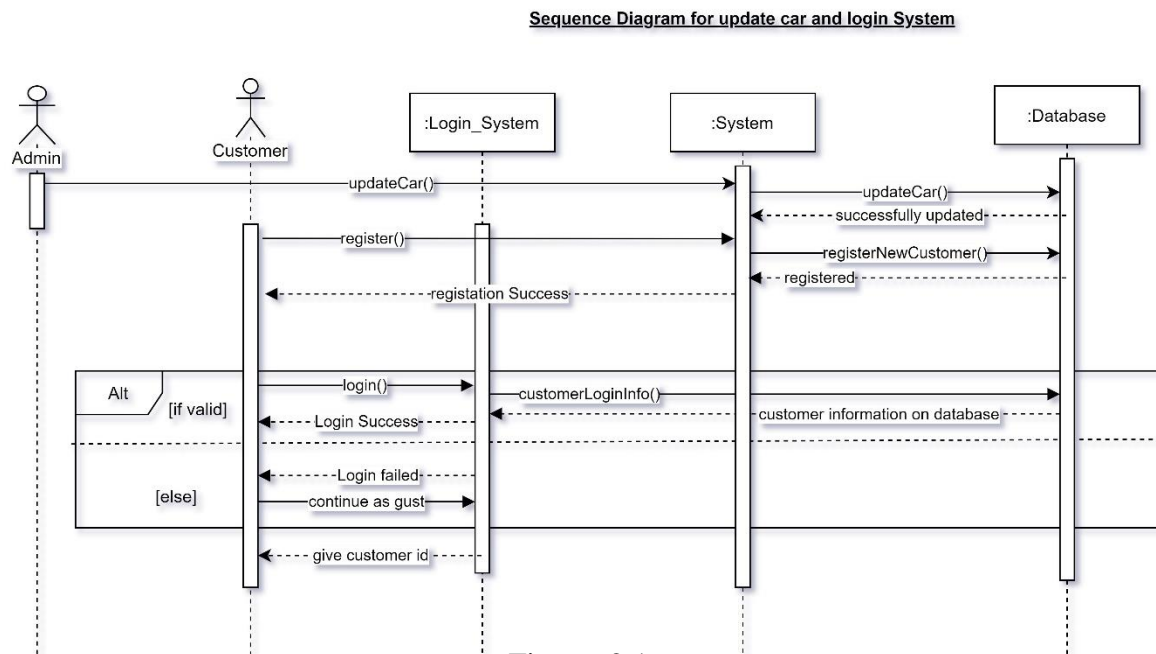 Sequence Diagram for update car and login System
Admin
Customer
:Login_System
:System
:Database
updateCar()
updateCar()
successfully updated
register()
registerNewCustomer()
registered
registation Success
Alt
[if valid]
login()
customerLoginInfo()
customer information on database
Login Success
Login failed
[else]
continue as gust
give customer id